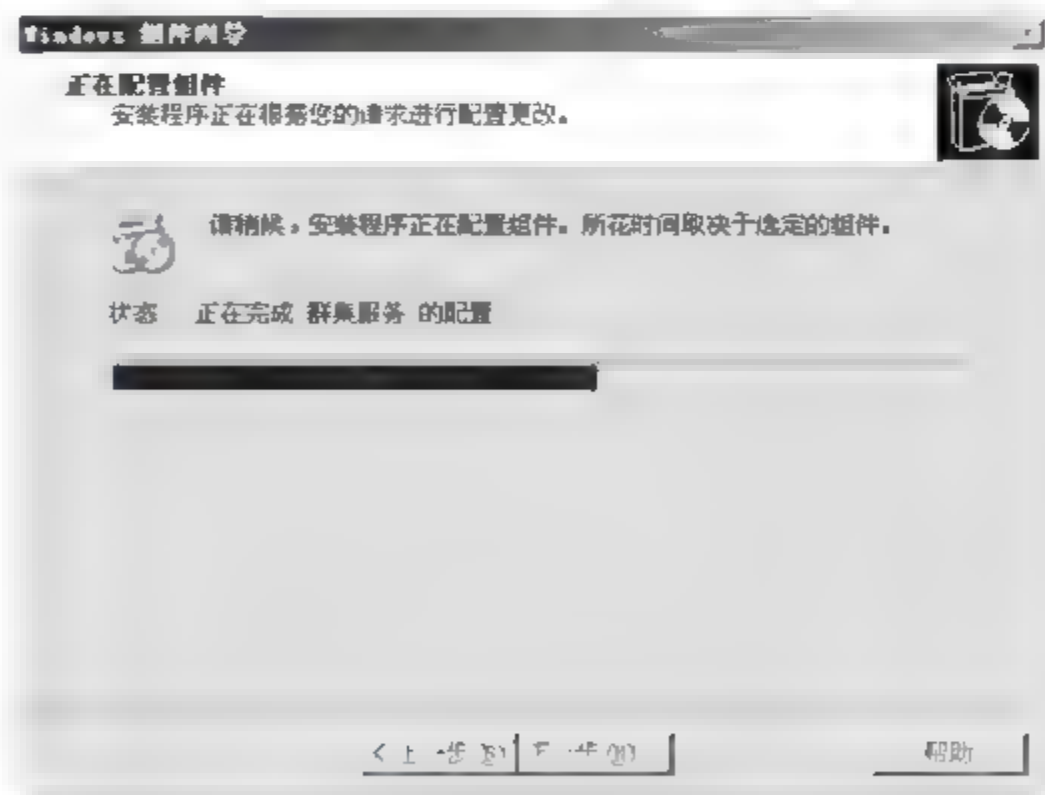 Windows 组件向导
正在配置组件
安装程序正在根据您的请求进行配置更改。
请稍候，安装程序正在配置组件。所花时间取决于选定的组件。
状态 正在完成 群集服务 的配置
< 上一步(B) 下一步(N) 帮助